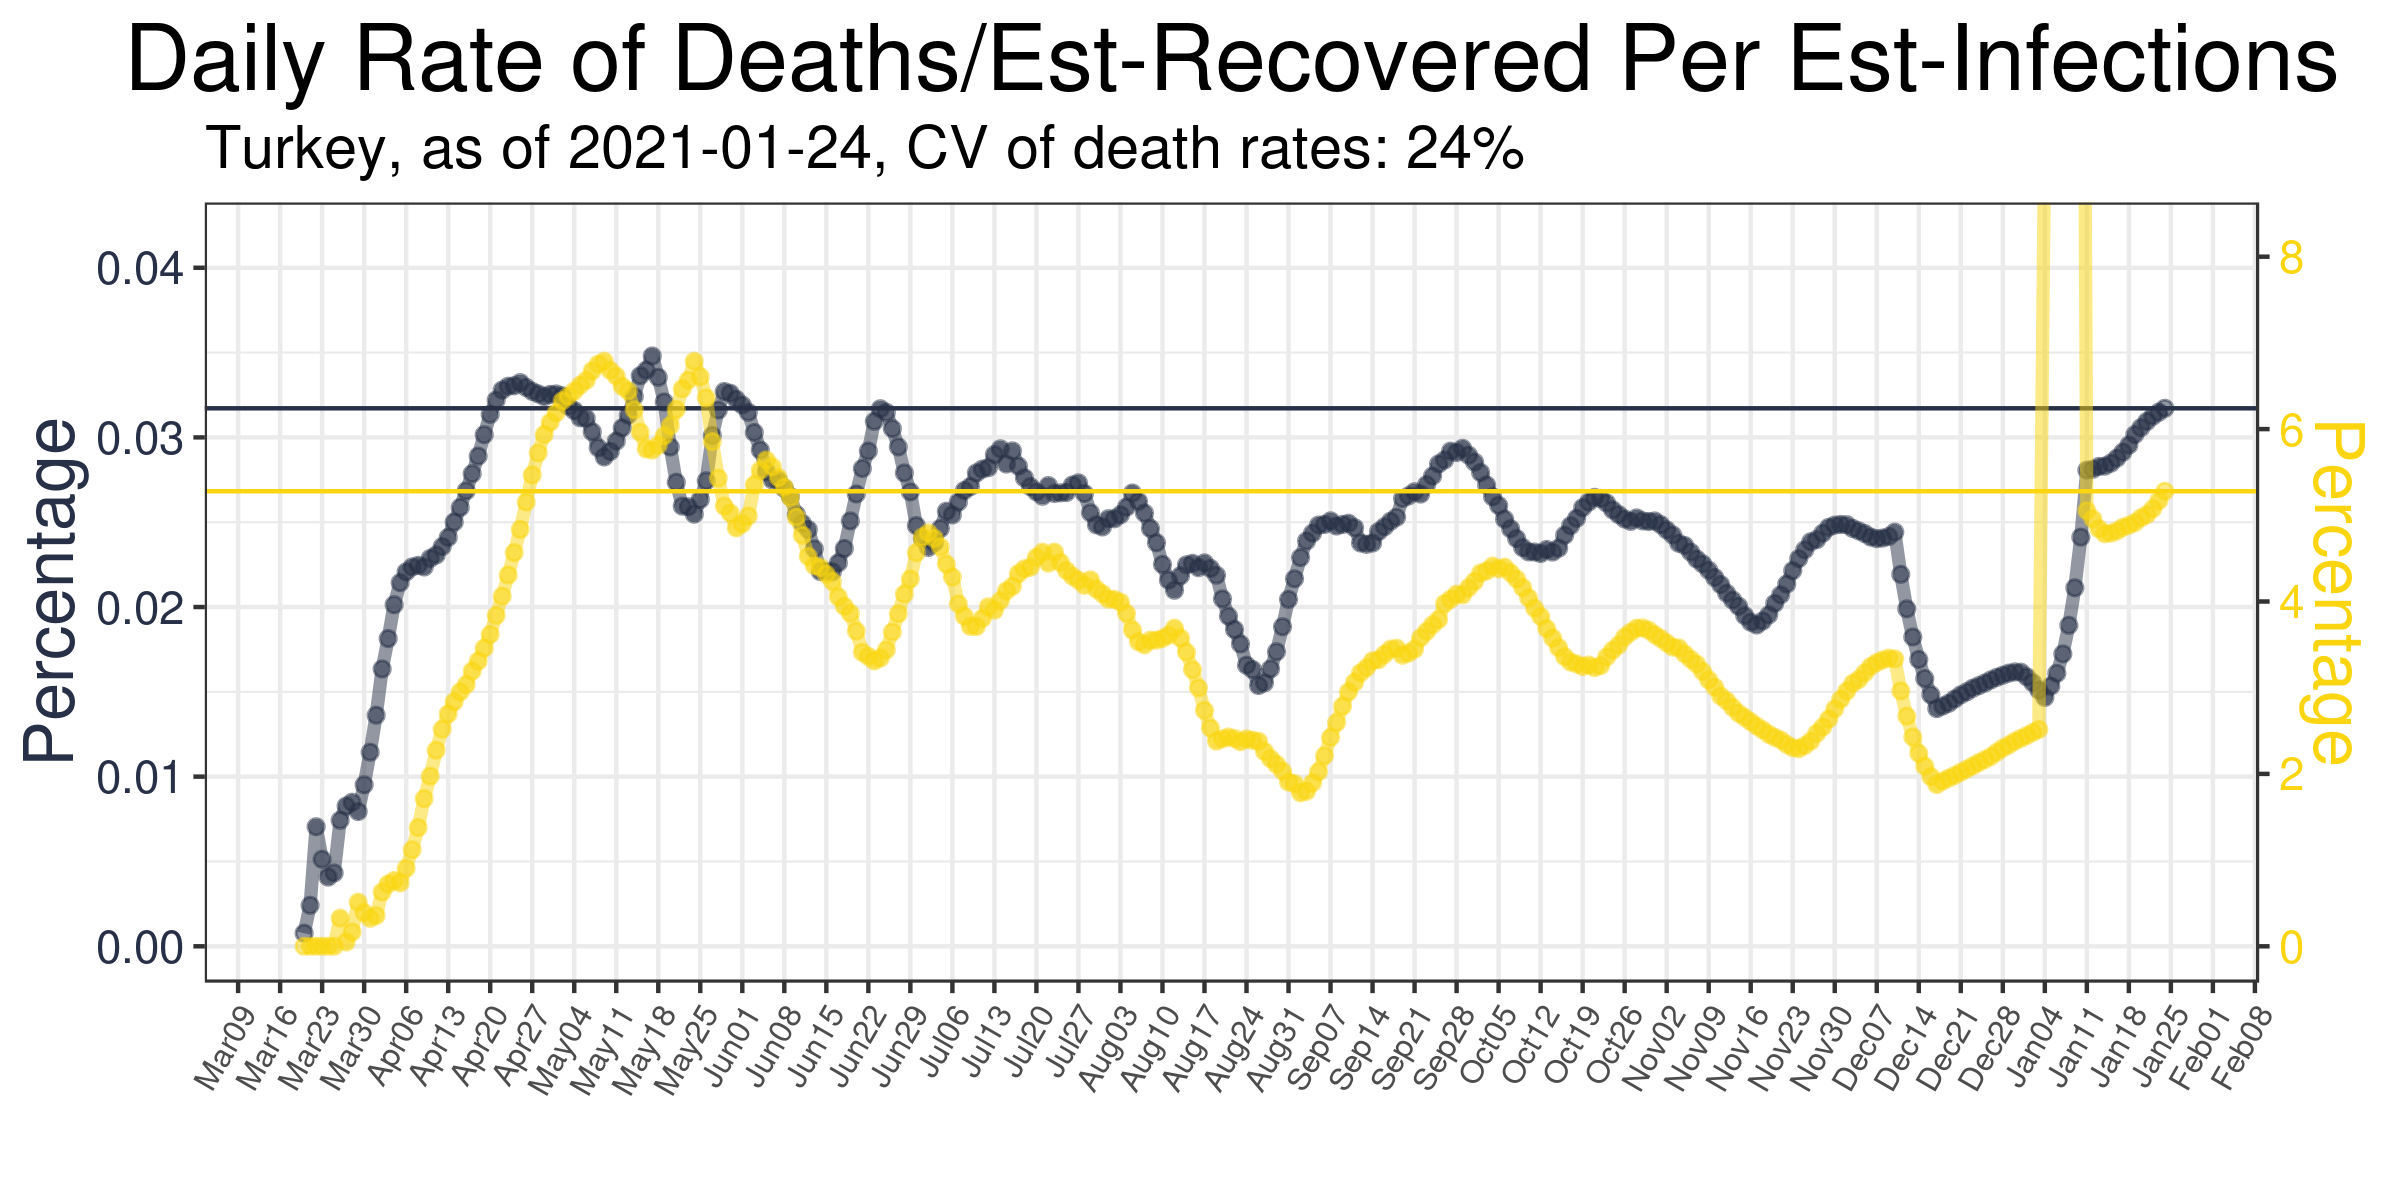 Daily Rate of Deaths/Est-Recovered Per Est-Infections
Turkey, as of 2021-01-24, CV of death rates: 24%
Percentage
0.04
0.03
0.02
0.01
0.00
8
6
4
2
0
Percentage
Mar09
Mar16
Mar23
Mar30
Apr06
Apr13
Apr20
Apr27
May04
May11
May18
May25
Jun01
Jun08
Jun15
Jun22
Jun29
Jul06
Jul13
Jul20
Jul27
Aug03
Aug10
Aug17
Aug24
Aug31
Sep07
Sep14
Sep21
Sep28
Oct05
Oct12
Oct19
Oct26
Nov02
Nov09
Nov16
Nov23
Nov30
Dec07
Dec14
Dec21
Dec28
Jan04
Jan11
Jan18
Jan25
Feb01
Feb08